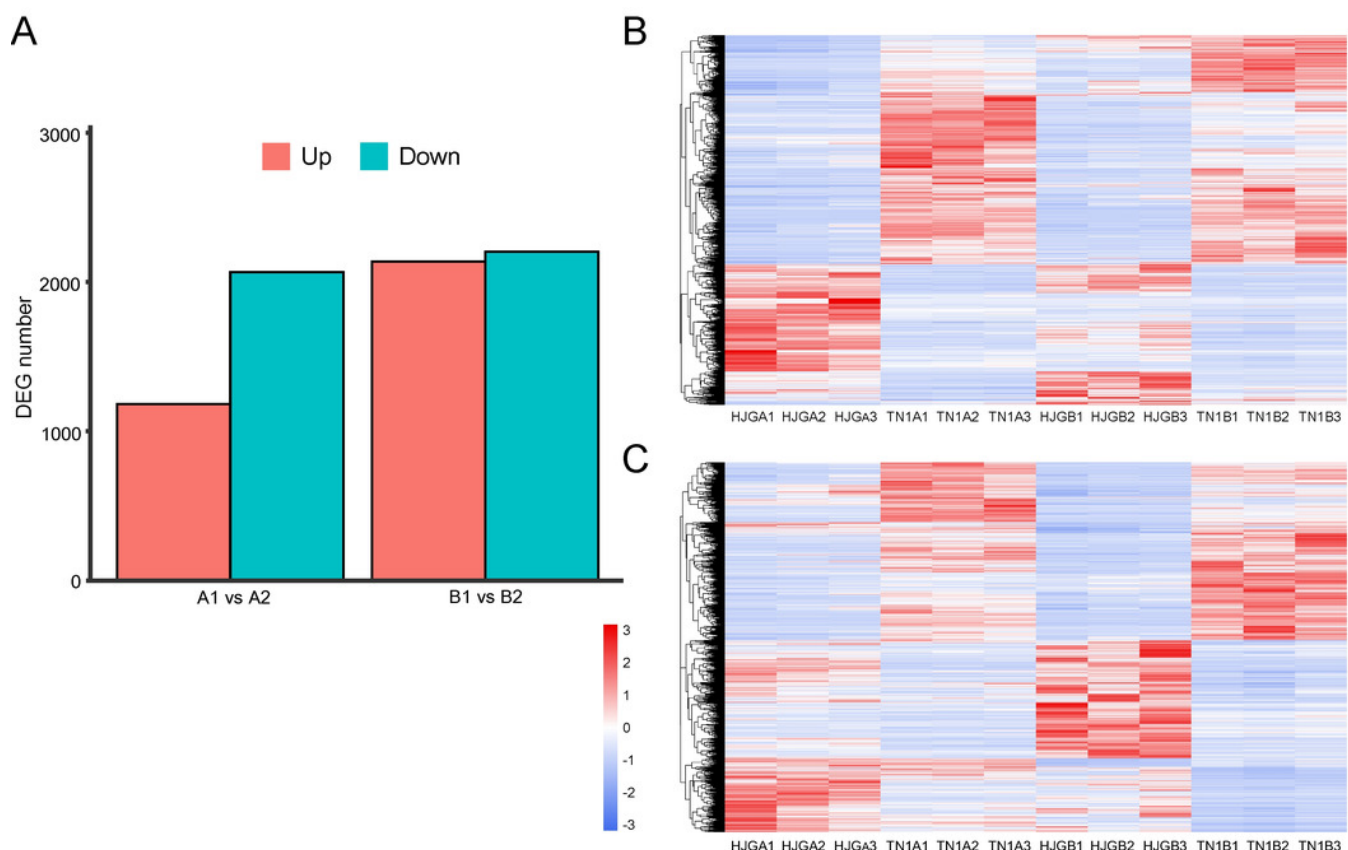 A
3000
2000
1000
0
DEG number
Up Down
A1 vs A2 B1 vs B2
B
HJGA1 HJGA2 HJGA3 TN1A1 TN1A2 TN1A3 HJGB1 HJGB2 HJGB3 TN1B1 TN1B2 TN1B3
C
3
2
1
0
-1
-2
-3
HJGA1 HJGA2 HJGA3 TN1A1 TN1A2 TN1A3 HJGB1 HJGB2 HJGB3 TN1B1 TN1B2 TN1B3